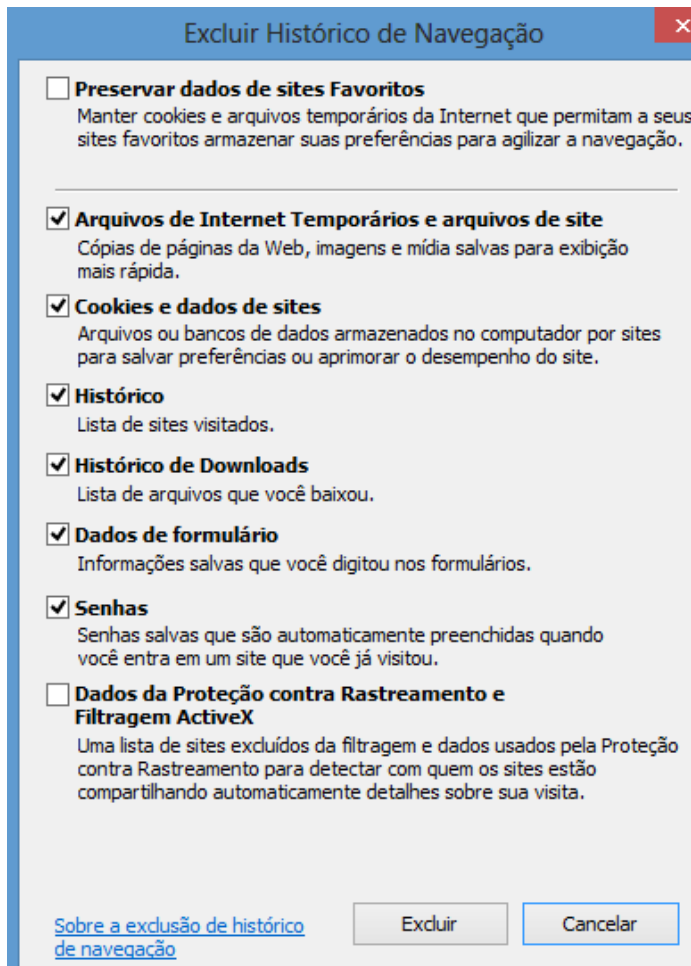 Excluir Histórico de Navegação
Preservar dados de sites Favoritos
Manter cookies e arquivos temporários da Internet que permitam a seus
sites favoritos armazenar suas preferências para agilizar a navegação.
Arquivos de Internet Temporários e arquivos de site
Cópias de páginas da Web, imagens e mídia salvas para exibição
mais rápida.
Cookies e dados de sites
Arquivos ou bancos de dados armazenados no computador por sites
para salvar preferências ou aprimorar o desempenho do site.
Histórico
Lista de sites visitados.
Histórico de Downloads
Lista de arquivos que você baixou.
Dados de formulário
Informações salvas que você digitou nos formulários.
Senhas
Senhas salvas que são automaticamente preenchidas quando
você entra em um site que você já visitou.
Dados da Proteção contra Rastreamento e
Filtragem ActiveX
Uma lista de sites excluídos da filtragem e dados usados pela Proteção
contra Rastreamento para detectar com quem os sites estão
compartilhando automaticamente detalhes sobre sua visita.
Sobre a exclusão de histórico
de navegação
Excluir
Cancelar